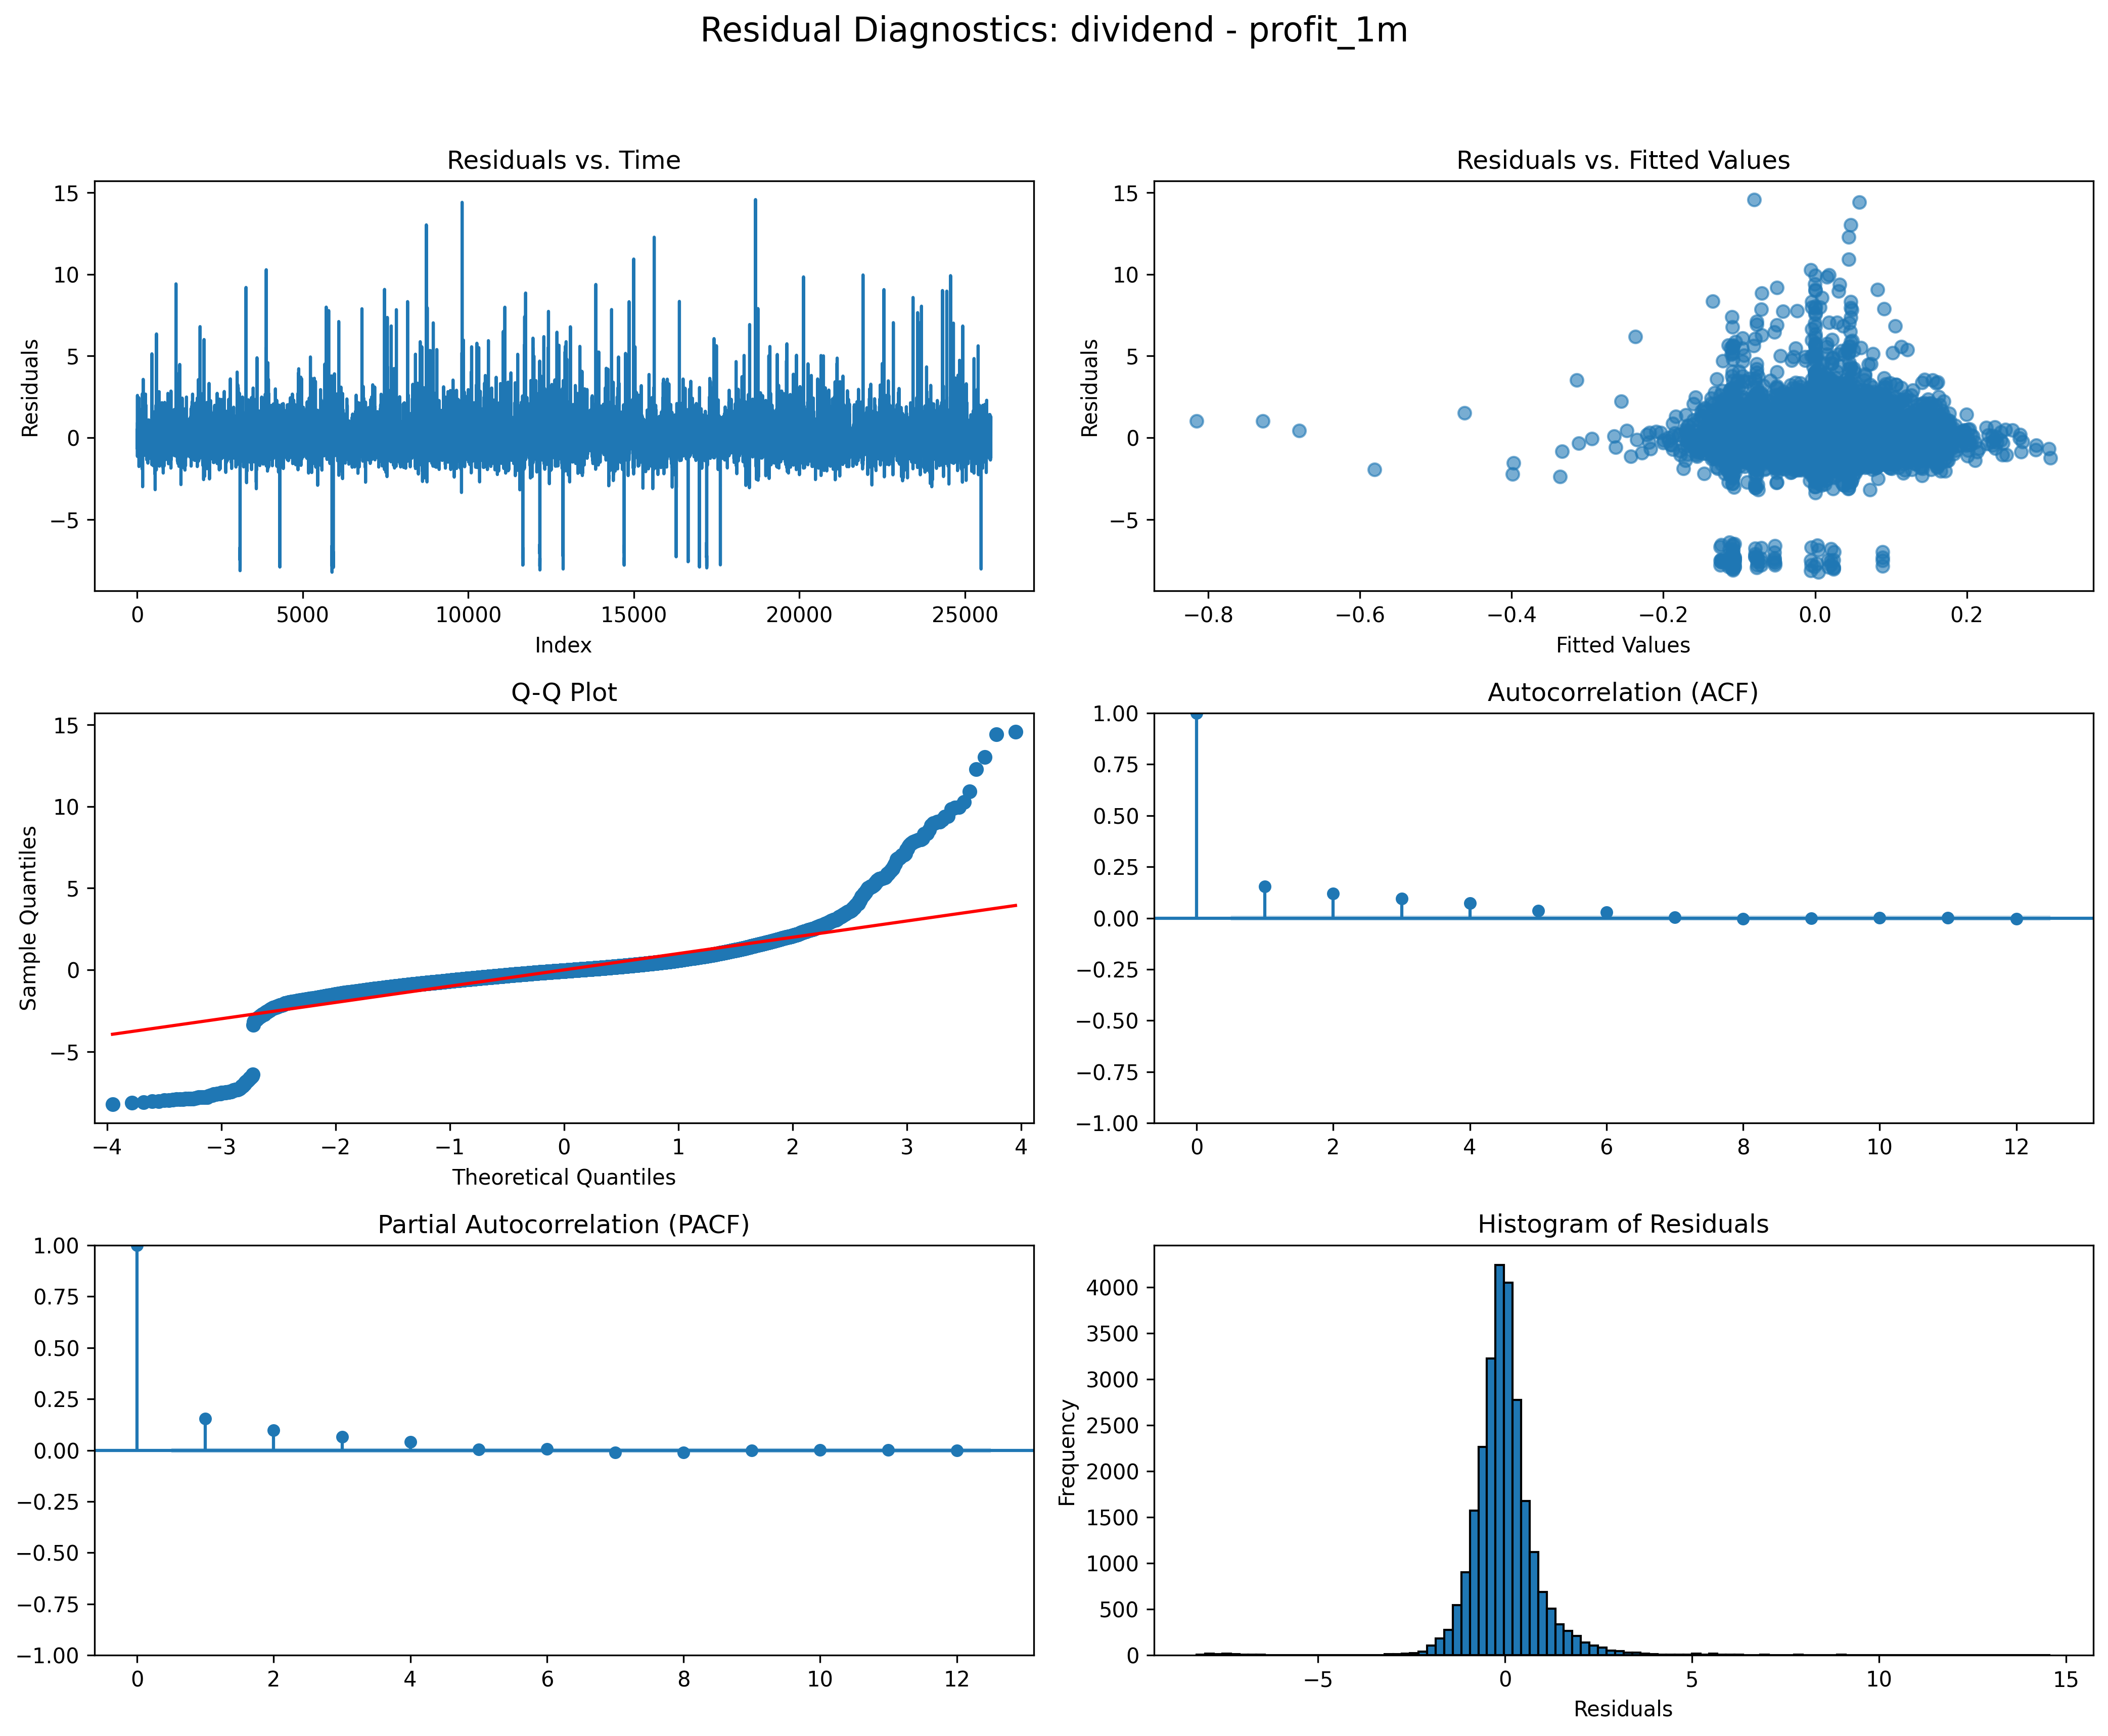 Residual Diagnostics: dividend - profit_1m
Residuals vs. Time
15
10
5
0
−5
Residuals
0 5000 10000 15000 20000 25000
Index
Residuals vs. Fitted Values
15
10
5
0
−5
Residuals
−0.8 −0.6 −0.4 −0.2 0.0 0.2
Fitted Values
Q-Q Plot
15
10
5
0
−5
Sample Quantiles
−4 −3 −2 −1 0 1 2 3 4
Theoretical Quantiles
Autocorrelation (ACF)
1.00
0.75
0.50
0.25
0.00
−0.25
−0.50
−0.75
−1.00
0 2 4 6 8 10 12
Partial Autocorrelation (PACF)
1.00
0.75
0.50
0.25
0.00
−0.25
−0.50
−0.75
−1.00
0 2 4 6 8 10 12
Histogram of Residuals
4000
3500
3000
2500
2000
1500
1000
500
0
Frequency
−5 0 5 10 15
Residuals